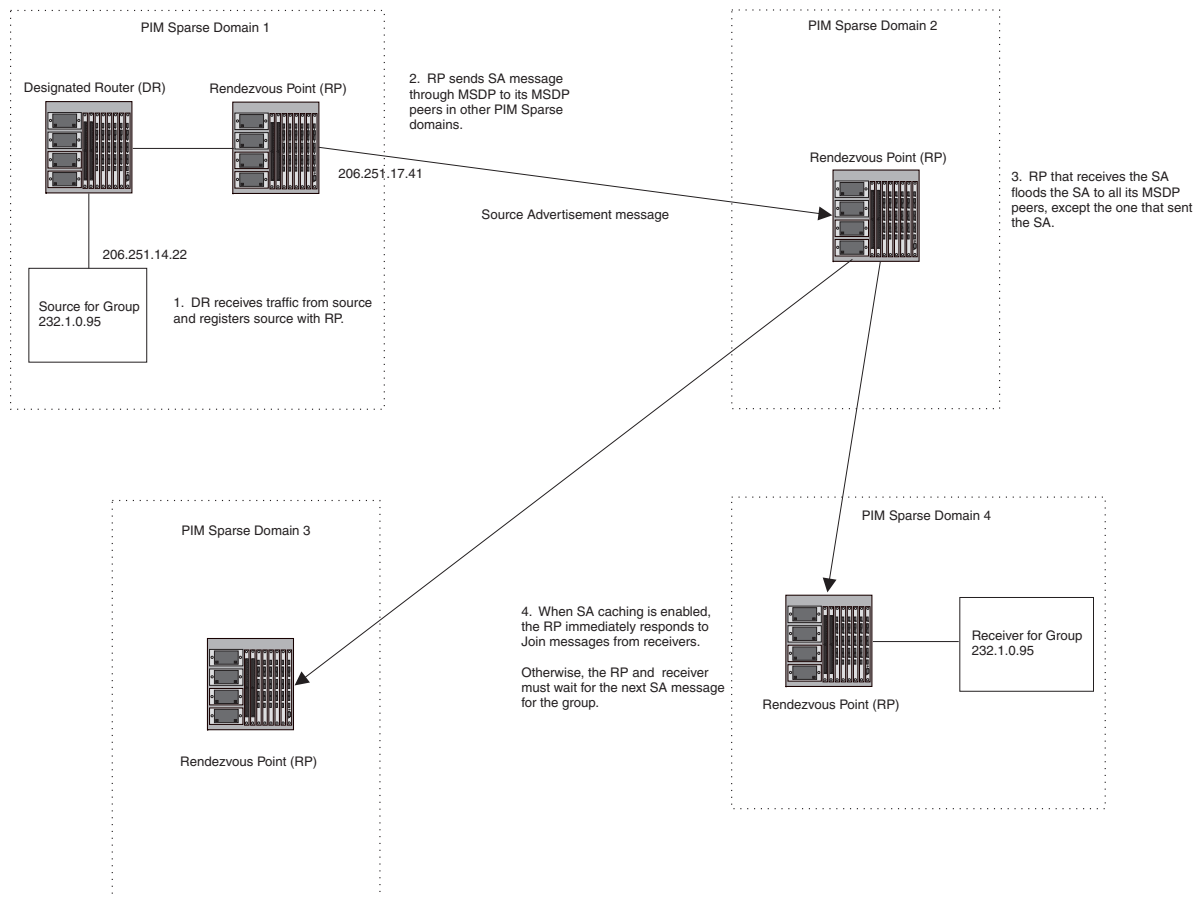 PIM Sparse Domain 1
Designated Router (DR)
Rendezvous Point (RP)
206.251.17.41
206.251.14.22
Source for Group
232.1.0.95
1. DR receives traffic from source
and registers source with RP.
2. RP sends SA message
through MSDP to its MSDP
peers in other PIM Sparse
domains.
Source Advertisement message
PIM Sparse Domain 2
Rendezvous Point (RP)
3. RP that receives the SA
floods the SA to all its MSDP
peers, except the one that sent
the SA.
PIM Sparse Domain 3
Rendezvous Point (RP)
4. When SA caching is enabled,
the RP immediately responds to
Join messages from receivers.
Otherwise, the RP and receiver
must wait for the next SA message
for the group.
PIM Sparse Domain 4
Rendezvous Point (RP)
Receiver for Group
232.1.0.95